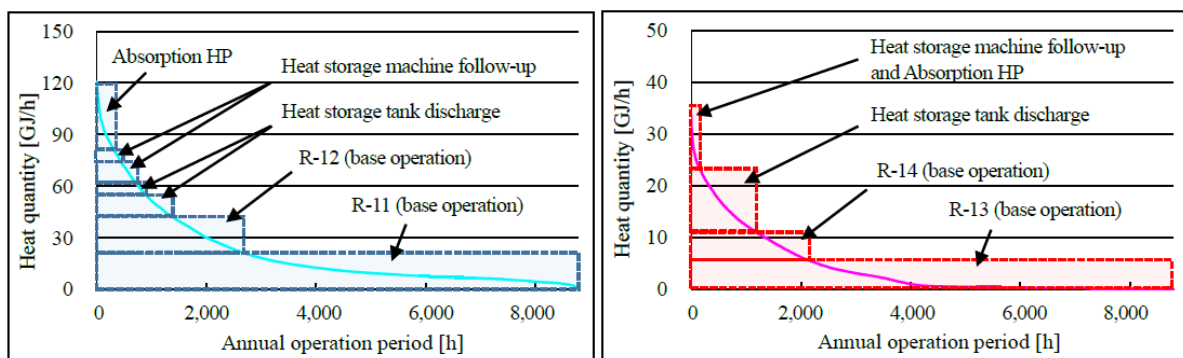 150
120
90
60
30
0
Heat quantity [GJ/h]
Absorption HP
Heat storage machine follow-up
Heat storage tank discharge
R-12 (base operation)
R-11 (base operation)
0
2,000
4,000
6,000
8,000
Annual operation period [h]
50
40
30
20
10
0
Heat quantity [GJ/h]
Heat storage machine follow-up
and Absorption HP
Heat storage tank discharge
R-14 (base operation)
R-13 (base operation)
0
2,000
4,000
6,000
8,000
Annual operation period [h]